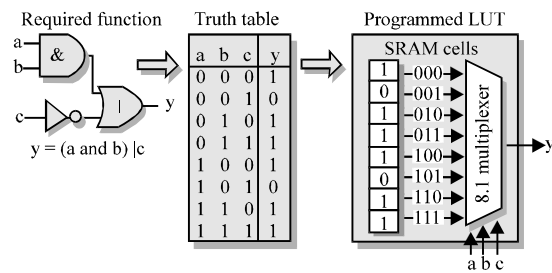 Required function
a
&
b
c
|
y
y = (a and b) |c
Truth table
a b c y
0 0 0 1
0 0 1 0
0 1 0 1
0 1 1 1
1 0 0 1
1 0 1 0
1 1 0 1
1 1 1 1
Programmed LUT
SRAM cells
1 000
0 001
1 010
1 011
1 100
0 101
1 110
1 111
8.1 multiplexer
y
a b c